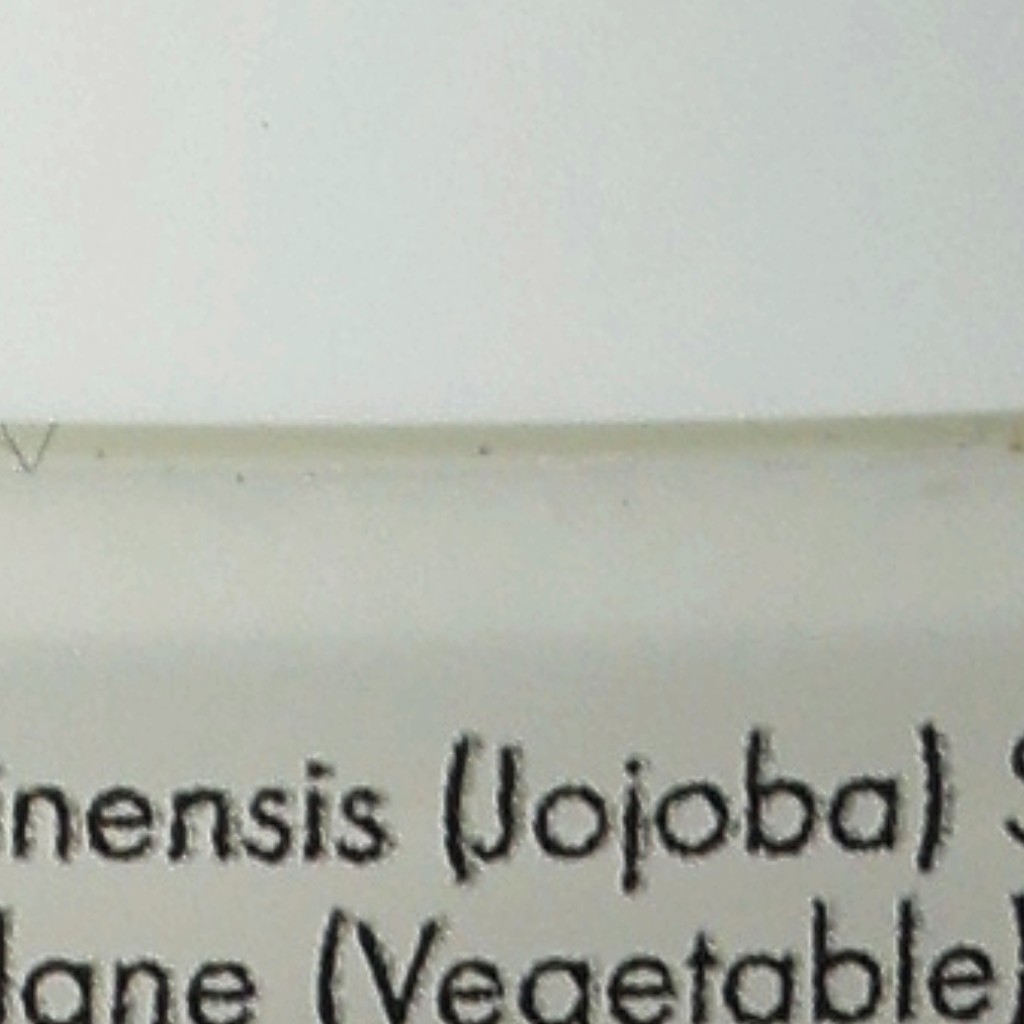 inensis (Jojoba) S
lane (Vegetable)